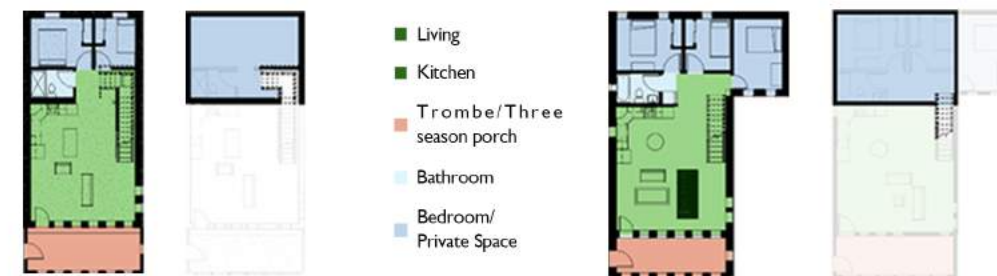 Living
Kitchen
Trombe/Three
season porch
Bathroom
Bedroom/
Private Space